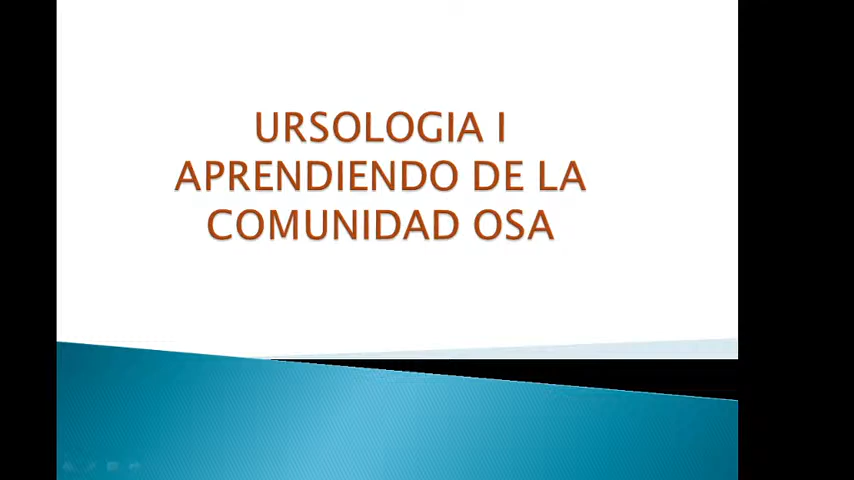 URSOLOGIA I
APRENDIENDO DE LA
COMUNIDAD OSA